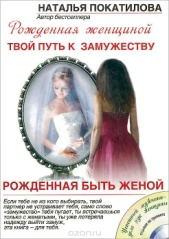 НАТАЛЬЯ ПОКАТИЛОВА
Автор бестселлера
Рожденная женщиной
ТВОЙ ПУТЬ К ЗАМУЖЕСТВУ
РОЖДЕННАЯ БЫТЬ ЖЕНОЙ
Если тебе не из кого выбирать, твой
партнер не устраивает тебя, само слово
«замужество» тебя пугает, ты встречаешься
только с женатыми, ты уже потеряла
надежду выйти замуж,
эта книга – для тебя.